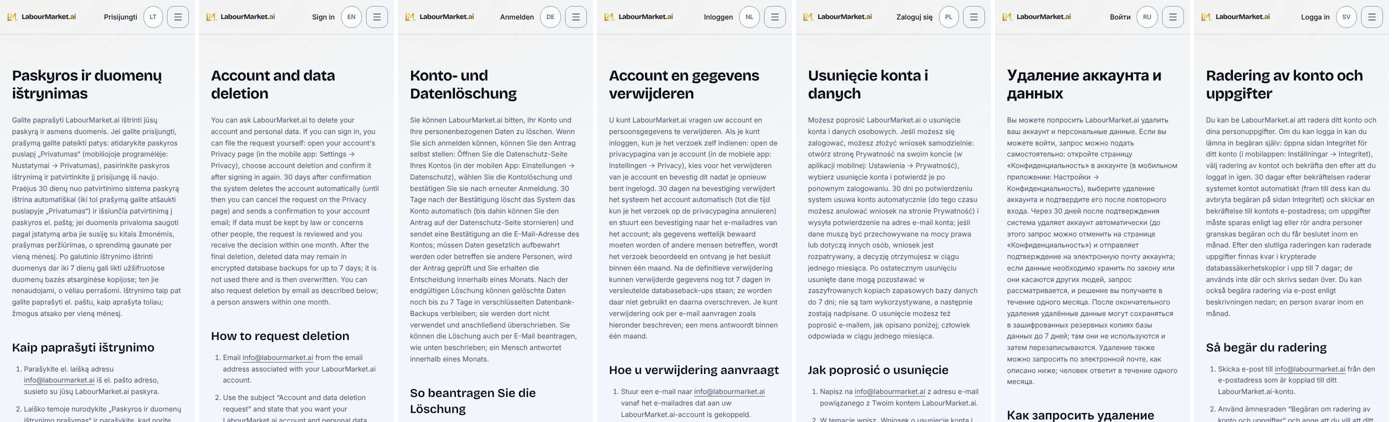 LabourMarket.ai Prisijungti LT
Paskyros ir duomenų
ištrynimas
Galite paprašyti LabourMarket.ai ištrinti jūsų
paskyrą ir asmens duomenis. Jei galite prisijungti,
prašymą galite pateikti patys: atidarykite paskyros
puslapį „Privatumas“ (mobiliojoje programėlėje:
Nustatymai → Privatumas), pasirinkite paskyros
ištrynimą ir patvirtinkite jį prisijungę iš naujo.
Praėjus 30 dienų nuo patvirtinimo sistema paskyrą
ištrina automatiškai (iki tol prašymą galite atšaukti
puslapyje „Privatumas“) ir išsiunčia patvirtinimą į
paskyros el. paštą; jei duomenis privaloma saugoti
pagal įstatymą arba jie susiję su kitais žmonėmis,
prašymas peržiūrimas, o sprendimą gaunate per
vieną mėnesį. Po galutinio ištrynimo ištrinti
duomenys dar iki 7 dienų gali likti užšifruotose
duomenų bazės atsarginėse kopijose; ten jie
nenaudojami, o vėliau perrašomi. Ištrynimo taip pat
galite paprašyti el. paštu, kaip aprašyta toliau;
žmogus atsako per vieną mėnesį.
Kaip paprašyti ištrynimo
1. Parašykite el. laišką adresu
info@labourmarket.ai iš el. pašto adreso,
susieto su jūsų LabourMarket.ai paskyra.
2. Laiško temoje nurodykite „Paskyros ir duomenų
LabourMarket.ai Sign in EN
Account and data
deletion
You can ask LabourMarket.ai to delete your
account and personal data. If you can sign in, you
can file the request yourself: open your account's
Privacy page (in the mobile app: Settings →
Privacy), choose account deletion and confirm it
after signing in again. 30 days after confirmation
the system deletes the account automatically (until
then you can cancel the request on the Privacy
page) and sends a confirmation to your account
email; If data must be kept by law or concerns
other people, the request is reviewed and you
receive the decision within one month. After the
final deletion, deleted data may remain in
encrypted database backups for up to 7 days; it is
not used there and is then overwritten. You can
also request deletion by email as described below;
a person answers within one month.
How to request deletion
1. Email info@labourmarket.ai from the email
address associated with your LabourMarket.ai
account.
2. Use the subject “Account and data deletion
request” and state that you want your
LabourMarket.ai account and related personal data
LabourMarket.ai Anmelden DE
Konto- und
Datenlöschung
Sie können LabourMarket.ai bitten, Ihr Konto und
Ihre personenbezogenen Daten zu löschen. Wenn
Sie sich anmelden können, können Sie den Antrag
selbst stellen: Öffnen Sie die Datenschutz-Seite
Ihres Kontos (in der mobilen App: Einstellungen →
Datenschutz), wählen Sie die Kontolöschung und
bestätigen Sie sie nach erneuter Anmeldung. 30
Tage nach der Bestätigung löscht das System das
Konto automatisch (bis dahin können Sie den
Antrag auf der Datenschutz-Seite stornieren) und
sendet eine Bestätigung an die E-Mail-Adresse des
Kontos; müssen Daten gesetzlich aufbewahrt
werden oder betreffen sie andere Personen, wird
der Antrag geprüft und Sie erhalten die
Entscheidung innerhalb eines Monats. Nach der
endgültigen Löschung können gelöschte Daten
noch bis zu 7 Tage in verschlüsselten Datenbank-
Backups verbleiben; sie werden dort nicht
verwendet und anschließend überschrieben. Sie
können die Löschung auch per E-Mail beantragen,
wie unten beschrieben; ein Mensch antwortet
innerhalb eines Monats.
So beantragen Sie die
Löschung
LabourMarket.ai Inloggen NL
Account en gegevens
verwijderen
U kunt LabourMarket.ai vragen uw account en
persoonsgegevens te verwijderen. Als je kunt
inloggen, kun je het verzoek zelf indienen: open de
privacypagina van je account (in de mobiele app:
Instellingen → Privacy), kies voor het verwijderen
van je account en bevestig dit nadat je opnieuw
bent ingelogd. 30 dagen na bevestiging verwijdert
het systeem het account automatisch (tot die tijd
kun je het verzoek op de privacypagina annuleren)
en stuurt een bevestiging naar het e-mailadres van
het account; als gegevens wettelijk bewaard
moeten worden of andere mensen betreffen, wordt
het verzoek beoordeeld en ontvang je het besluit
binnen één maand. Na de definitieve verwijdering
kunnen verwijderde gegevens nog tot 7 dagen in
versleutelde databaseback-ups staan; ze worden
daar niet gebruikt en daarna overschreven. Je kunt
verwijdering ook per e-mail aanvragen zoals
hieronder beschreven; een mens antwoordt binnen
één maand.
Hoe u verwijdering aanvraagt
1. Stuur een e-mail naar info@labourmarket.ai
vanaf het e-mailadres dat aan uw
LabourMarket.ai-account is gekoppeld.
LabourMarket.ai Zaloguj się PL
Usunięcie konta i
danych
Możesz poprosić LabourMarket.ai o usunięcie
konta i danych osobowych. Jeśli możesz się
zalogować, możesz złożyć wniosek samodzielnie:
otwórz stronę Prywatność na swoim koncie (w
aplikacji mobilnej: Ustawienia → Prywatność),
wybierz usunięcie konta i potwierdź je po
ponownym zalogowaniu. 30 dni po potwierdzeniu
system usuwa konto automatycznie (do tego czasu
możesz anulować wniosek na stronie Prywatność) i
wysyła potwierdzenie na adres e-mail konta; jeśli
dane muszą być przechowywane na mocy prawa
lub dotyczą innych osób, wniosek jest
rozpatrywany, a decyzję otrzymujesz w ciągu
jednego miesiąca. Po ostatecznym usunięciu
usunięte dane mogą pozostawać w
zaszyfrowanych kopiach zapasowych bazy danych
do 7 dni; nie są tam wykorzystywane, a następnie
zostają nadpisane. O usunięcie możesz też
poprosić e-mailem, jak opisano poniżej; człowiek
odpowiada w ciągu jednego miesiąca.
Jak poprosić o usunięcie
1. Napisz na info@labourmarket.ai z adresu e-mail
powiązanego z Twoim kontem LabourMarket.ai.
LabourMarket.ai Войти RU
Удаление аккаунта и
данных
Вы можете попросить LabourMarket.ai удалить
ваш аккаунт и персональные данные. Если вы
можете войти, запрос можно подать
самостоятельно: откройте страницу
«Конфиденциальность» в аккаунте (в мобильном
приложении: Настройки →
Конфиденциальность), выберите удаление
аккаунта и подтвердите его после повторного
входа. Через 30 дней после подтверждения
система удаляет аккаунт автоматически (до этого
запрос можно отменить на странице
«Конфиденциальность») и отправляет
подтверждение на электронную почту аккаунта;
если данные необходимо хранить по закону или
они касаются других людей, запрос
рассматривается, и решение вы получаете в
течение одного месяца. После окончательного
удаления удалённые данные могут сохраняться
в зашифрованных резервных копиях базы
данных до 7 дней; там они не используются и
затем перезаписываются. Удаление также
можно запросить по электронной почте, как
описано ниже; человек ответит в течение одного
месяца.
Как запросить удаление
LabourMarket.ai Logga in SV
Radering av konto och
uppgifter
Du kan be LabourMarket.ai att radera ditt konto och
dina personuppgifter. Om du kan logga in kan du
lämna in begäran själv: öppna sidan Integritet för
ditt konto (i mobilappen: Inställningar → Integritet),
välj radering av kontot och bekräfta den efter att du
loggat in igen. 30 dagar efter bekräftelsen raderar
systemet kontot automatiskt (fram till dess kan du
avbryta begäran på sidan Integritet) och skickar en
bekräftelse till kontots e-postadress; om uppgifter
måste sparas enligt lag eller rör andra personer
granskas begäran och du får beslutet inom en
månad. Efter den slutliga raderingen kan raderade
uppgifter finnas kvar i krypterade
databassäkerhetskopior i upp till 7 dagar; de
används inte där och skrivs sedan över. Du kan
också begära radering via e-post enligt
beskrivningen nedan; en person svarar inom en
månad.
Så begär du radering
1. Skicka e-post till info@labourmarket.ai från den
e-postadress som är kopplad till ditt
LabourMarket.ai-konto.
2. Använd ämnesraden ”Begäran om radering av